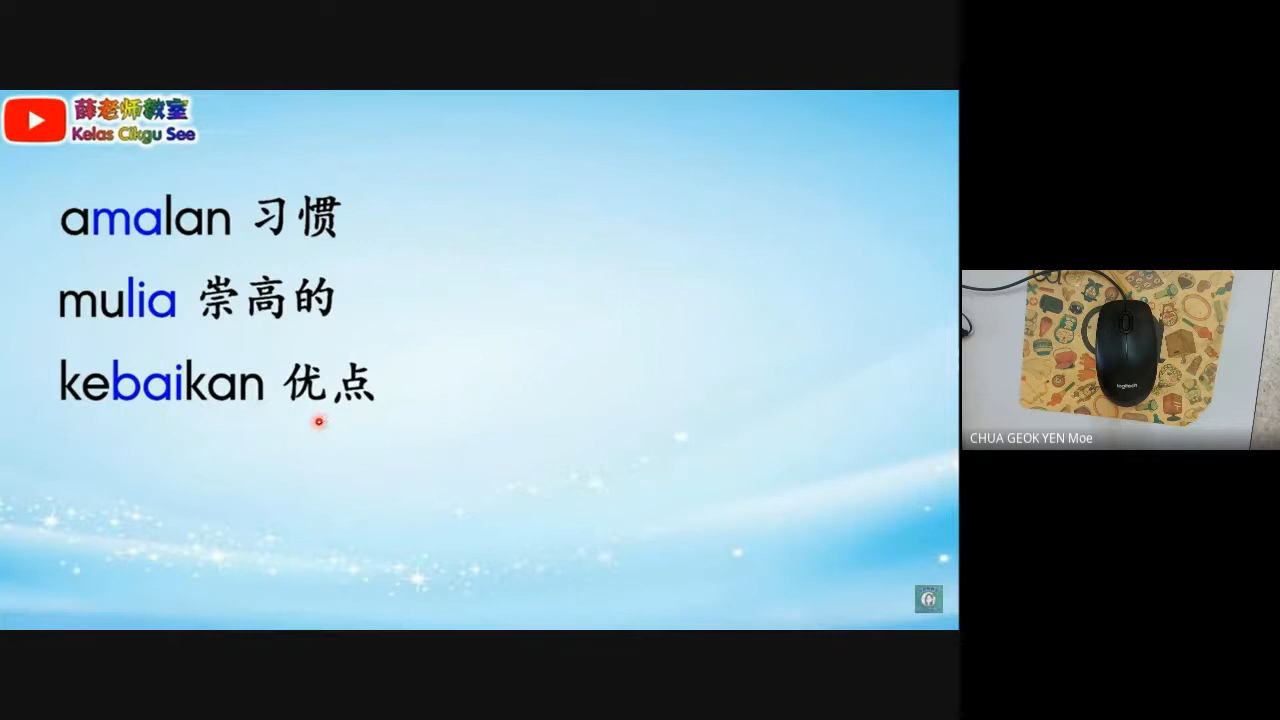 薛老师教室
Kelas Cikgu See
amalan 习惯
mulia 崇高的
kebaikan 优点
logitech
CHUA GEOK YEN Moe